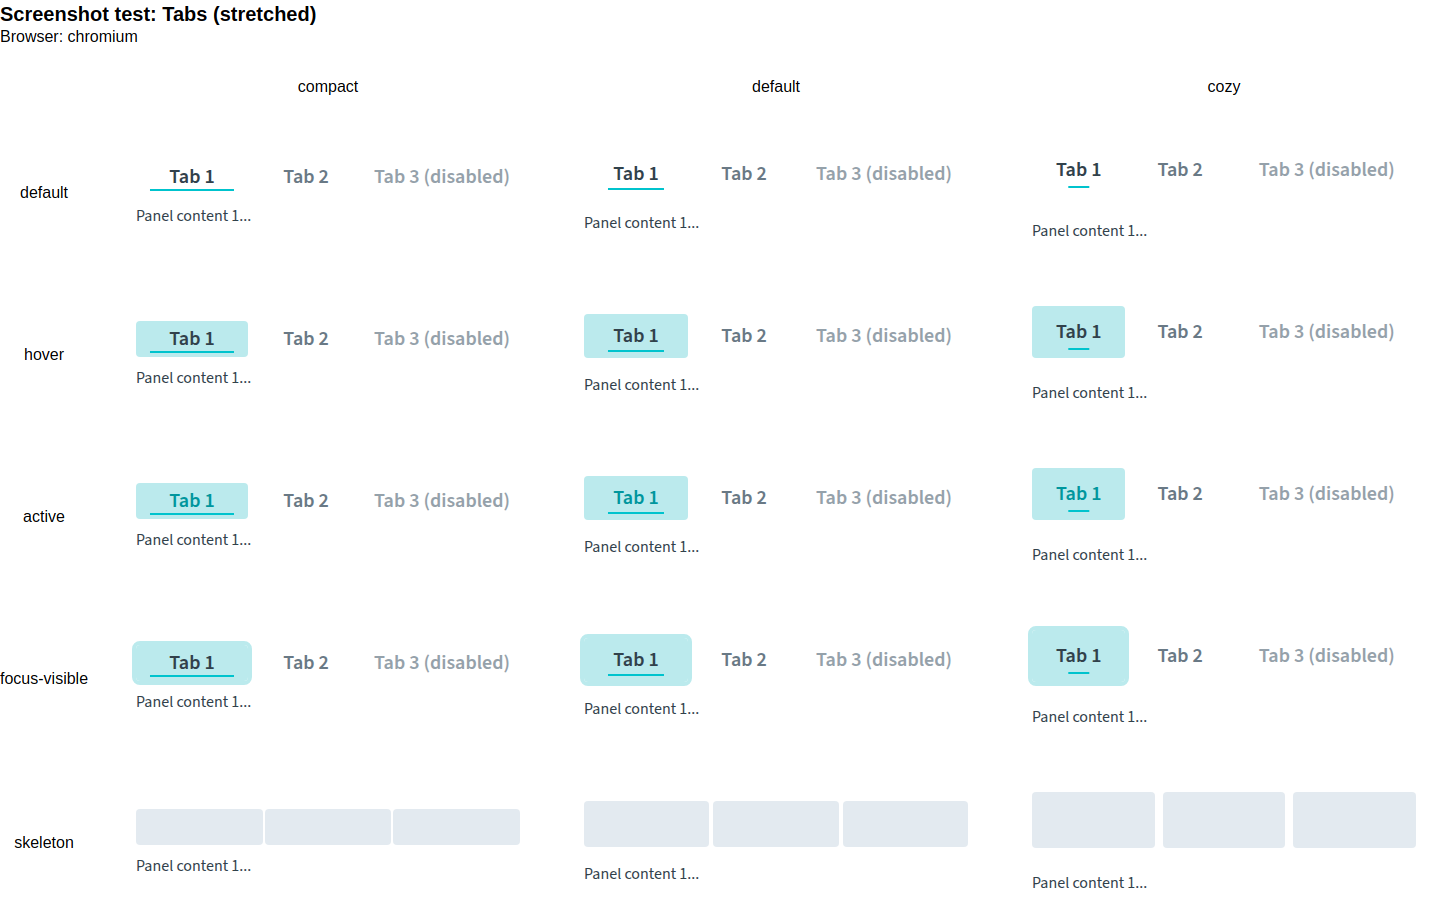 Screenshot test: Tabs (stretched)
Browser: chromium
compact default cozy
default
Tab 1 Tab 2 Tab 3 (disabled) Tab 1 Tab 2 Tab 3 (disabled) Tab 1 Tab 2 Tab 3 (disabled)
Panel content 1... Panel content 1... Panel content 1...
hover
Tab 1 Tab 2 Tab 3 (disabled) Tab 1 Tab 2 Tab 3 (disabled) Tab 1 Tab 2 Tab 3 (disabled)
Panel content 1... Panel content 1... Panel content 1...
active
Tab 1 Tab 2 Tab 3 (disabled) Tab 1 Tab 2 Tab 3 (disabled) Tab 1 Tab 2 Tab 3 (disabled)
Panel content 1... Panel content 1... Panel content 1...
focus-visible
Tab 1 Tab 2 Tab 3 (disabled) Tab 1 Tab 2 Tab 3 (disabled) Tab 1 Tab 2 Tab 3 (disabled)
Panel content 1... Panel content 1... Panel content 1...
skeleton
Panel content 1... Panel content 1... Panel content 1...